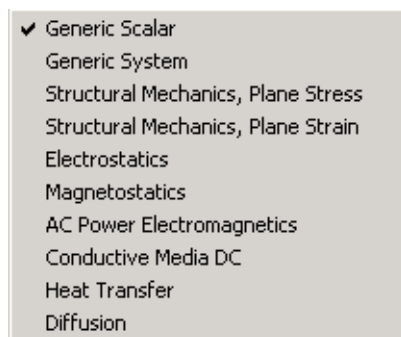 Generic Scalar
Generic System
Structural Mechanics, Plane Stress
Structural Mechanics, Plane Strain
Electrostatics
Magnetostatics
AC Power Electromagnetics
Conductive Media DC
Heat Transfer
Diffusion